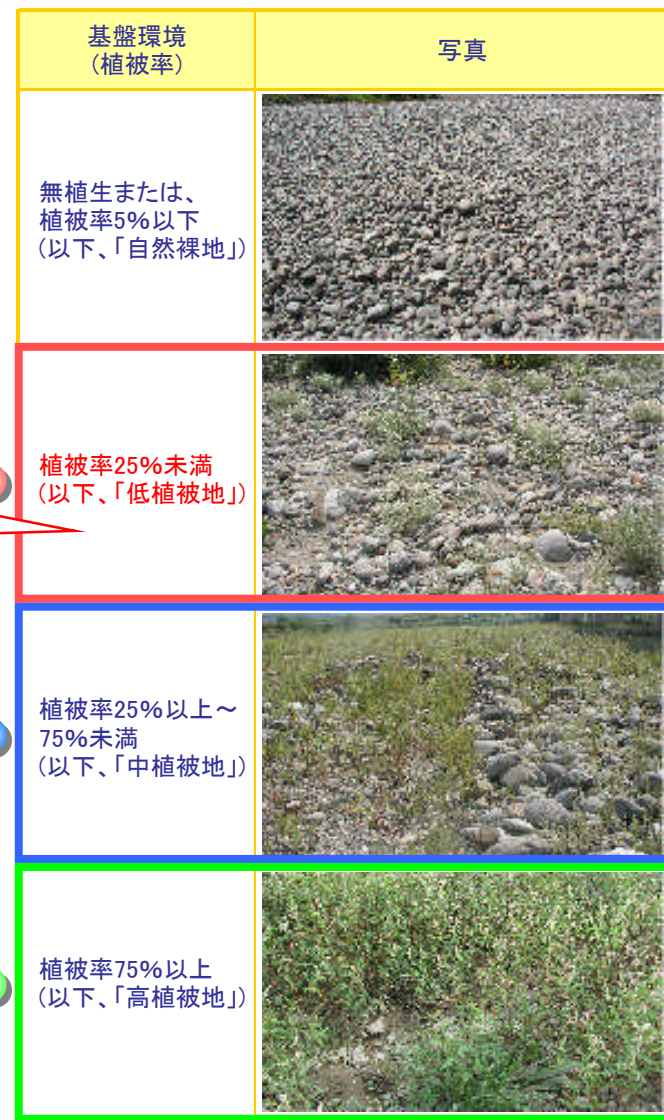 基盤環境
(植被率)
写真
無植生または、
植被率5%以下
(以下、「自然裸地」)
植被率25%未満
(以下、「低植被地」)
植被率25%以上～
75%未満
(以下、「中植被地」)
植被率75%以上
(以下、「高植被地」)